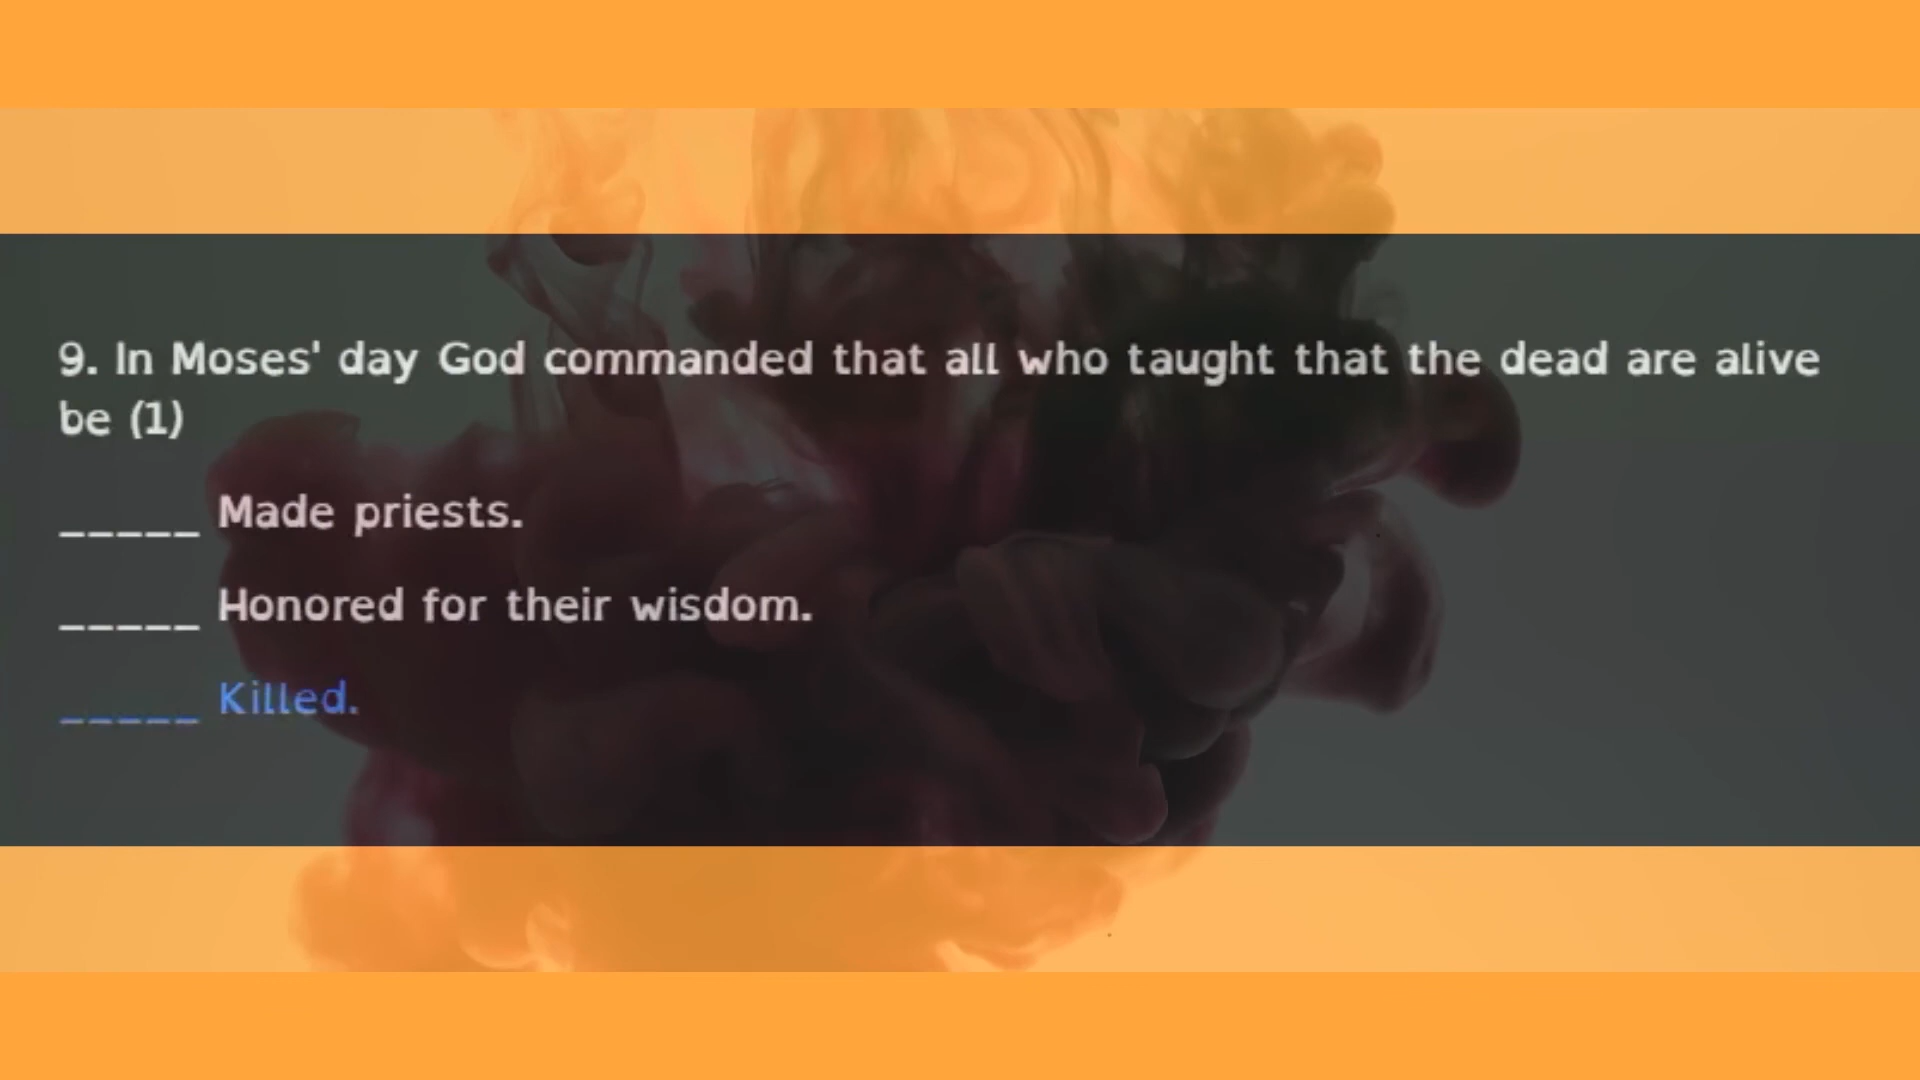 9. In Moses' day God commanded that all who taught that the dead are alive
be (1)
_____ Made priests.
_____ Honored for their wisdom.
_____ Killed.